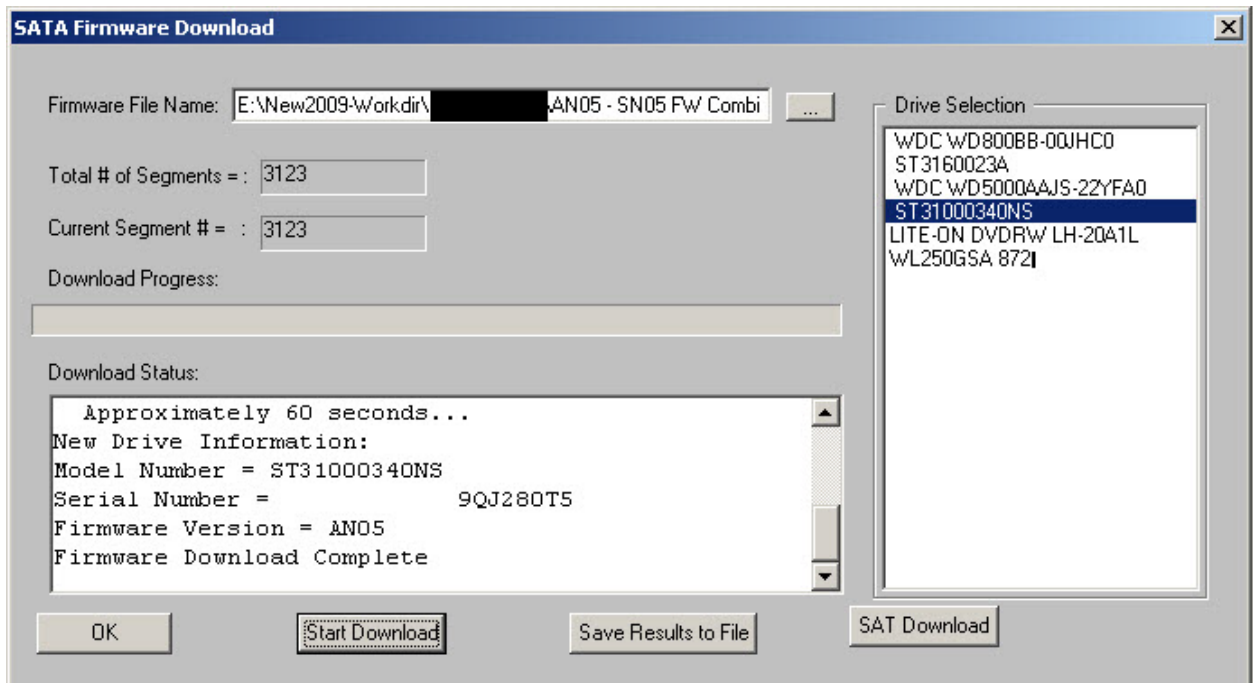 SATA Firmware Download
Firmware File Name: E:\New2009-Workdir\ \AN05 - SN05 FW Combi ...
Total # of Segments = : 3123
Current Segment # = : 3123
Download Progress:
Download Status:
Approximately 60 seconds...
New Drive Information:
Model Number = ST31000340NS
Serial Number = 9QJ280T5
Firmware Version = AN05
Firmware Download Complete
OK
Start Download
Save Results to File
Drive Selection
WDC WD800BB-00JHC0
ST3160023A
WDC WD5000AAJS-22YFA0
ST31000340NS
LITE-ON DVDRW LH-20A1L
WL250GSA 872
SAT Download